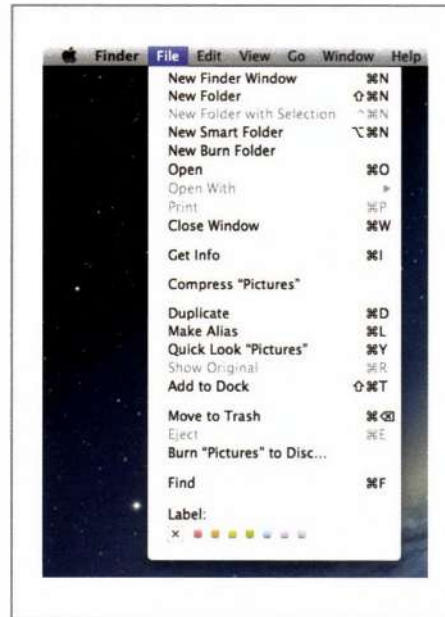 Finder File Edit View Go Window Help
New Finder Window ⌘N
New Folder ⇧⌘N
New Folder with Selection ^⌘N
New Smart Folder ⌥⌘N
New Burn Folder
Open ⌘O
Open With ▶
Print ⌘P
Close Window ⌘W
Get Info ⌘I
Compress “Pictures”
Duplicate ⌘D
Make Alias ⌘L
Quick Look “Pictures” ⌘Y
Show Original ⌘R
Add to Dock ⇧⌘T
Move to Trash ⌘⌫
Eject ⌘E
Burn “Pictures” to Disc...
Find ⌘F
Label:
×